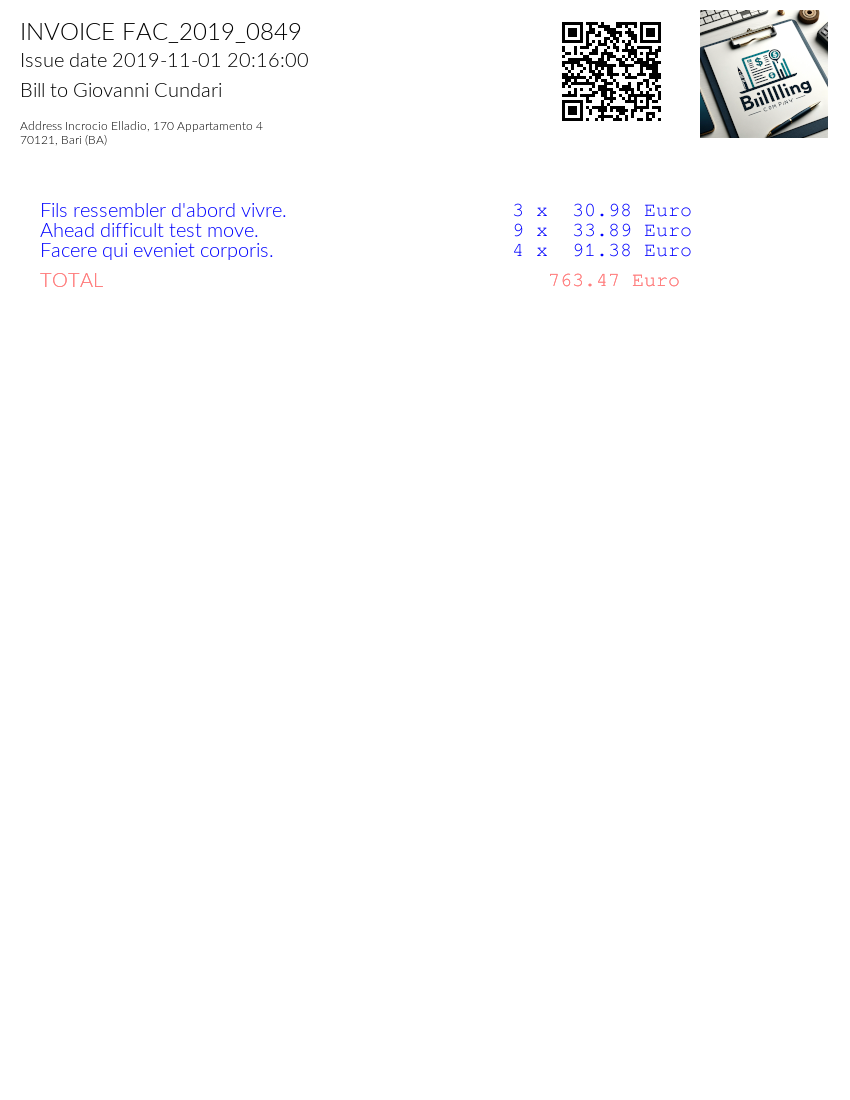 INVOICE FAC_2019_0849
Issue date 2019-11-01 20:16:00
Bill to Giovanni Cundari
Address Incrocio Elladio, 170 Appartamento 4
70121, Bari (BA)
Biillling
COMPANY
Fils ressembler d'abord vivre. 3 x 30.98 Euro
Ahead difficult test move. 9 x 33.89 Euro
Facere qui eveniet corporis. 4 x 91.38 Euro
TOTAL 763.47 Euro